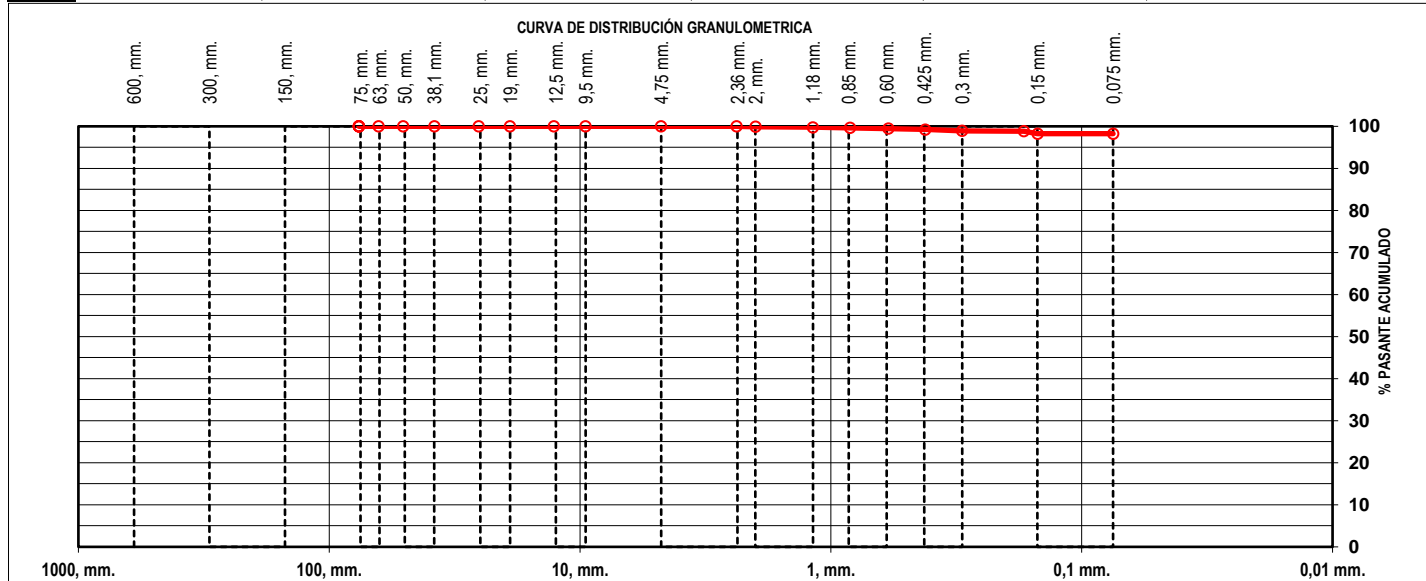 CURVA DE DISTRIBUCIÓN GRANULOMETRICA
600, mm.
300, mm.
150, mm.
75, mm.
63, mm.
50, mm.
38,1 mm.
25, mm.
19, mm.
12,5 mm.
9,5 mm.
4,75 mm.
2,36 mm.
2, mm.
1,18 mm.
0,85 mm.
0,60 mm.
0,425 mm.
0,3 mm.
0,15 mm.
0,075 mm.
100
90
80
70
60
50
40
30
20
10
0
% PASANTE ACUMULADO
1000, mm.
100, mm.
10, mm.
1, mm.
0,1 mm.
0,01 mm.